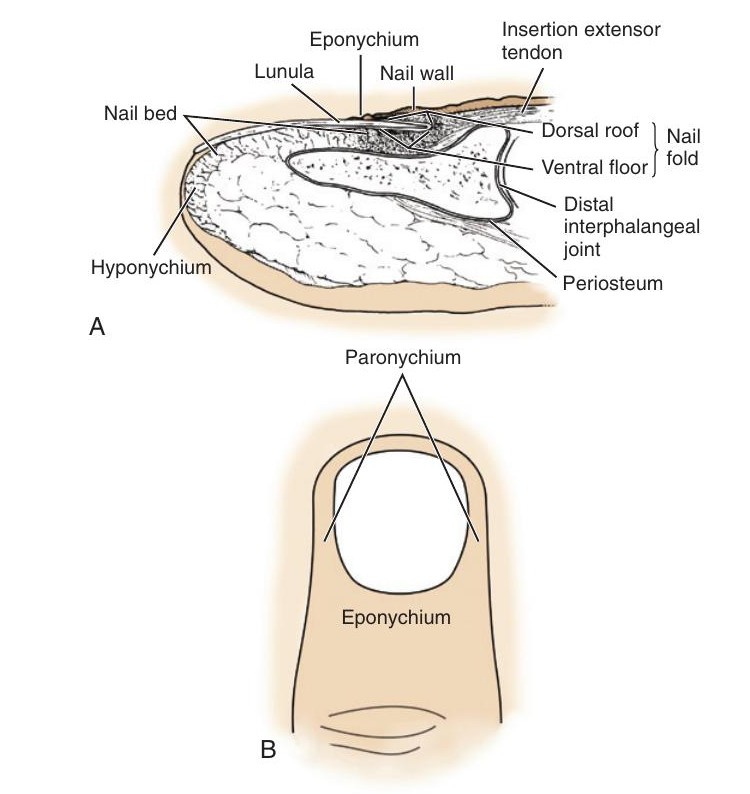 Insertion extensor
tendon
Eponychium
Lunula
Nail wall
Nail bed
Dorsal roof
Ventral floor
Nail
fold
Distal
interphalangeal
joint
Hyponychium
Periosteum
A
Paronychium
Eponychium
B